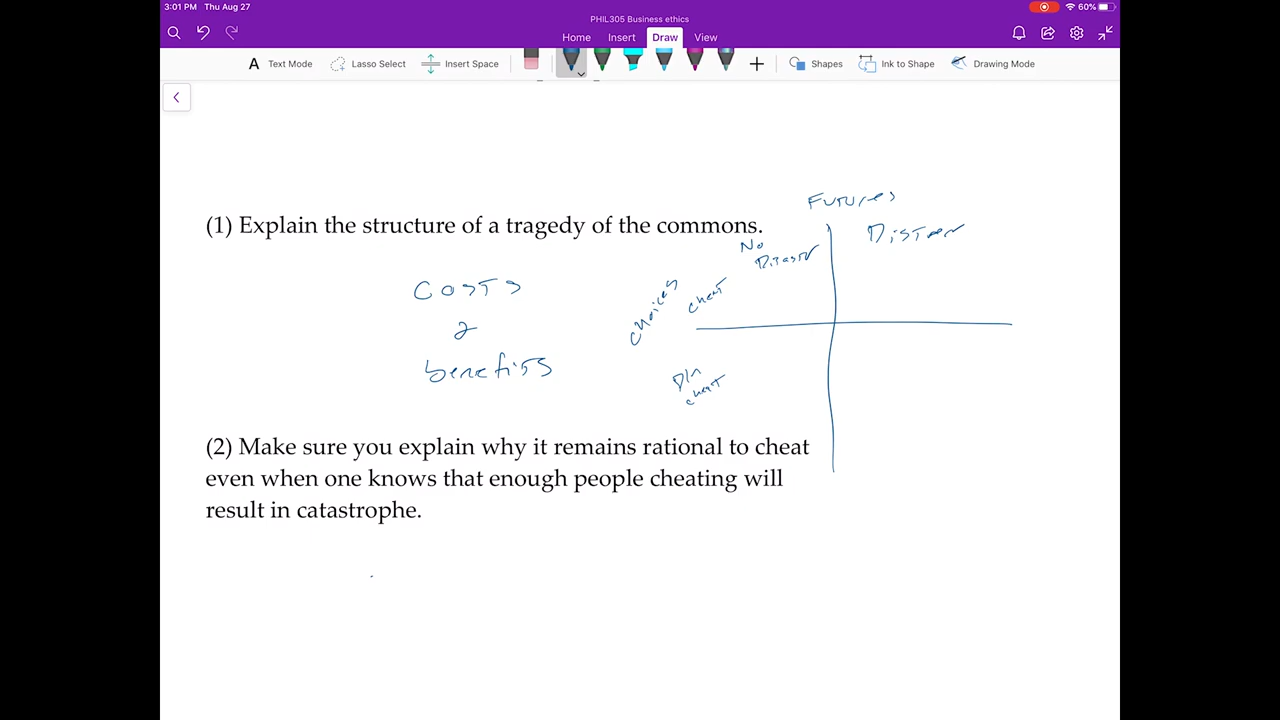 3:01 PM Thu Aug 27
60%
PHIL305 Business ethics
Home Insert Draw View
A Text Mode Lasso Select Insert Space Shapes Ink to Shape Drawing Mode
Futures
(1) Explain the structure of a tragedy of the commons.
No
Disaster
Disaster
costs
&
benefits
choices
cheat
cheat
(2) Make sure you explain why it remains rational to cheat
even when one knows that enough people cheating will
result in catastrophe.